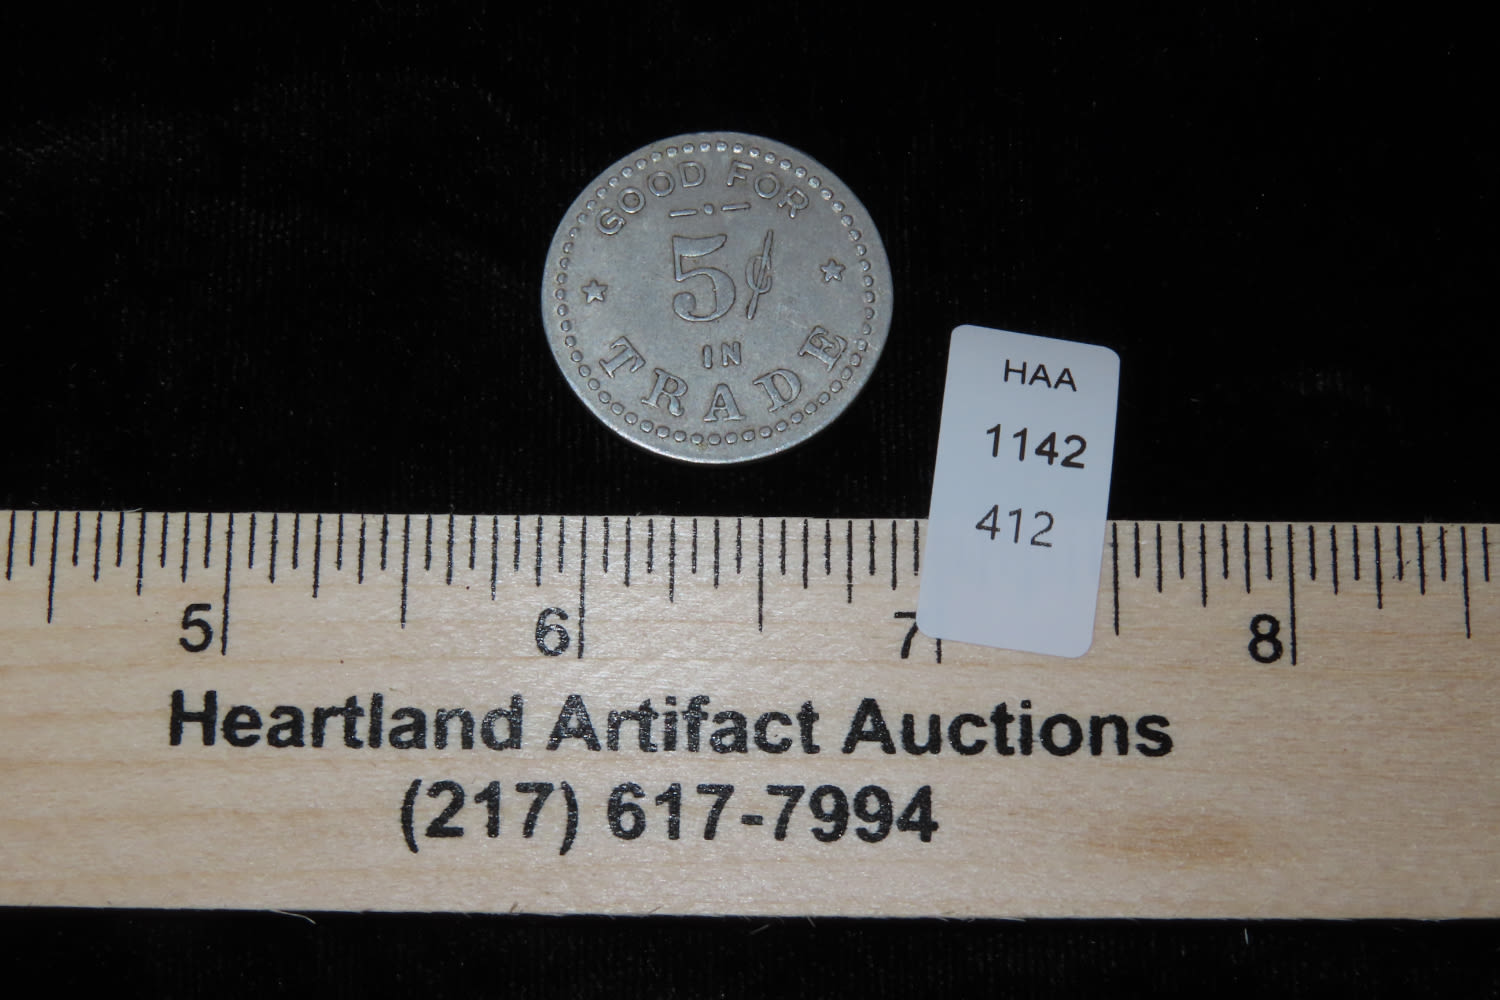 GOOD FOR
5¢
IN
TRADE
HAA
1142
412
5 6 7 8
Heartland Artifact Auctions
(217) 617-7994